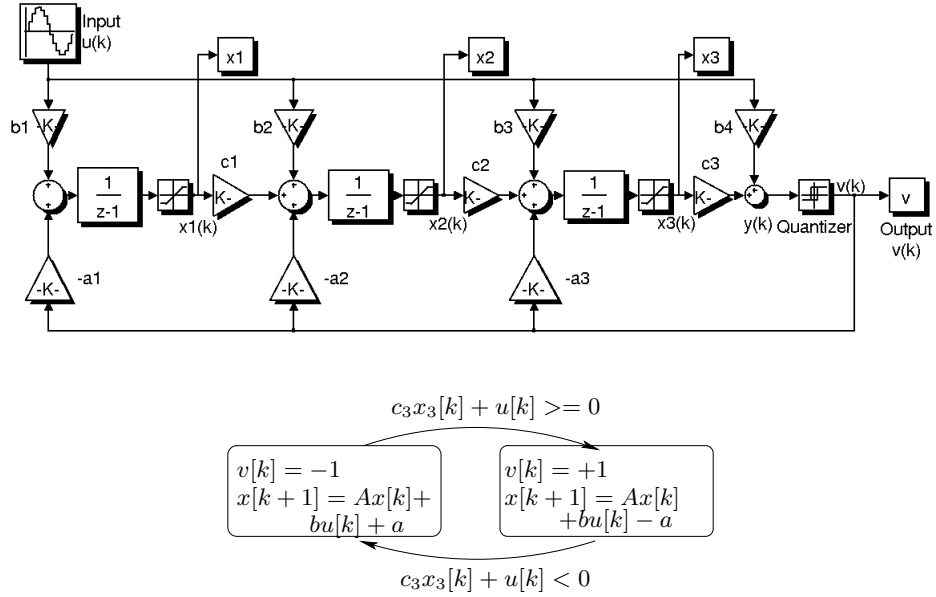 Input
u(k)
x1
x2
x3
b1
-K-
b2
-K-
b3
-K-
b4
-K-
c1
c2
c3
1
z-1
K-
1
z-1
K-
1
z-1
K-
v(k)
v
x1(k)
x2(k)
x3(k)
y(k)
Quantizer
Output
v(k)
-K-
-a1
-K-
-a2
-K-
-a3
c₃x₃[k] + u[k] >= 0
v[k] = −1
x[k + 1] = Ax[k]+
bu[k] + a
v[k] = +1
x[k + 1] = Ax[k]
+bu[k] − a
c₃x₃[k] + u[k] < 0